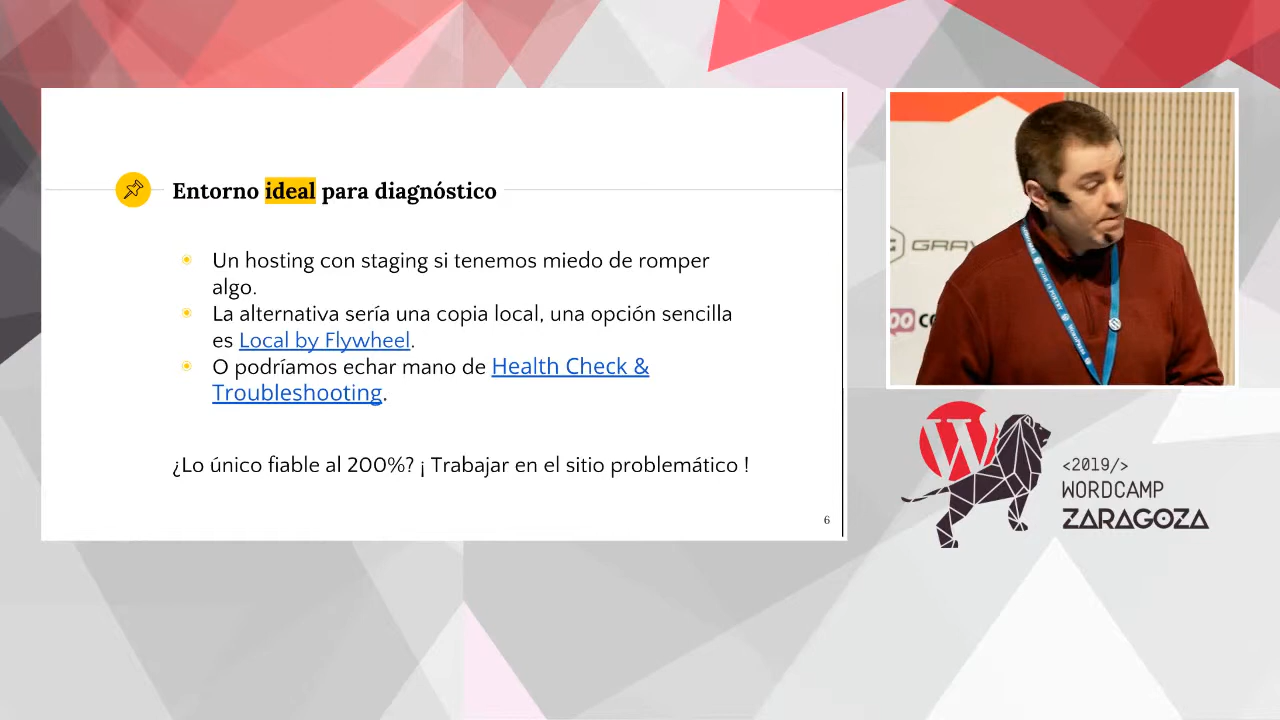 Entorno ideal para diagnóstico
Un hosting con staging si tenemos miedo de romper
algo.
La alternativa sería una copia local, una opción sencilla
es Local by Flywheel.
O podríamos echar mano de Health Check &
Troubleshooting.
¿Lo único fiable al 200%? ¡ Trabajar en el sitio problemático !
6
GRAV
<2019/>
WORDCAMP
ZARAGOZA